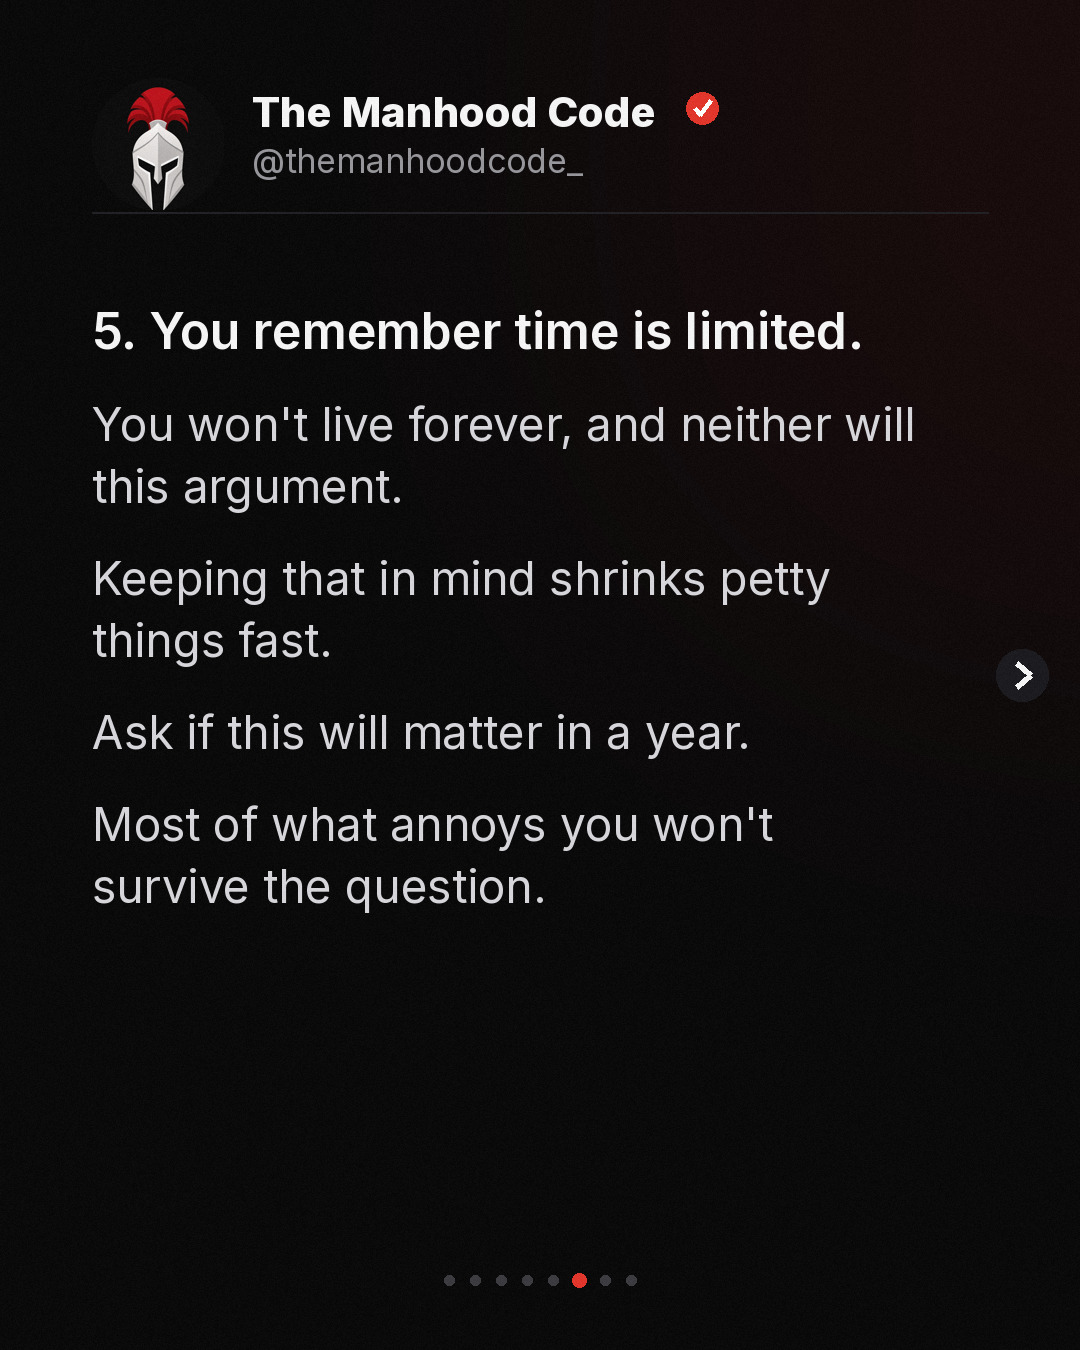 The Manhood Code
@themanhoodcode_
5. You remember time is limited.
You won't live forever, and neither will
this argument.
Keeping that in mind shrinks petty
things fast.
Ask if this will matter in a year.
Most of what annoys you won't
survive the question.